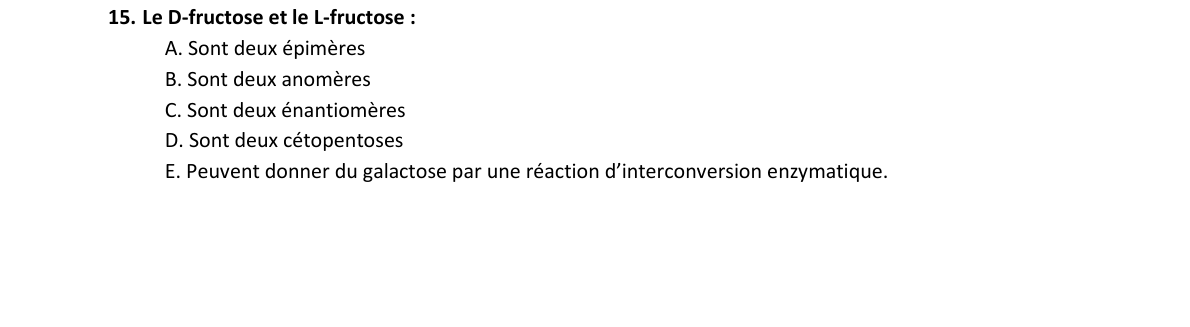 15. Le D-fructose et le L-fructose :
A. Sont deux épimères
B. Sont deux anomères
C. Sont deux énantiomères
D. Sont deux cétopentoses
E. Peuvent donner du galactose par une réaction d’interconversion enzymatique.